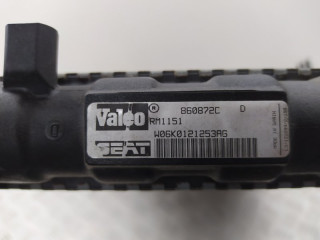 Valeo ® 860872C D
RM1151
W06K0121253AG
SEAT